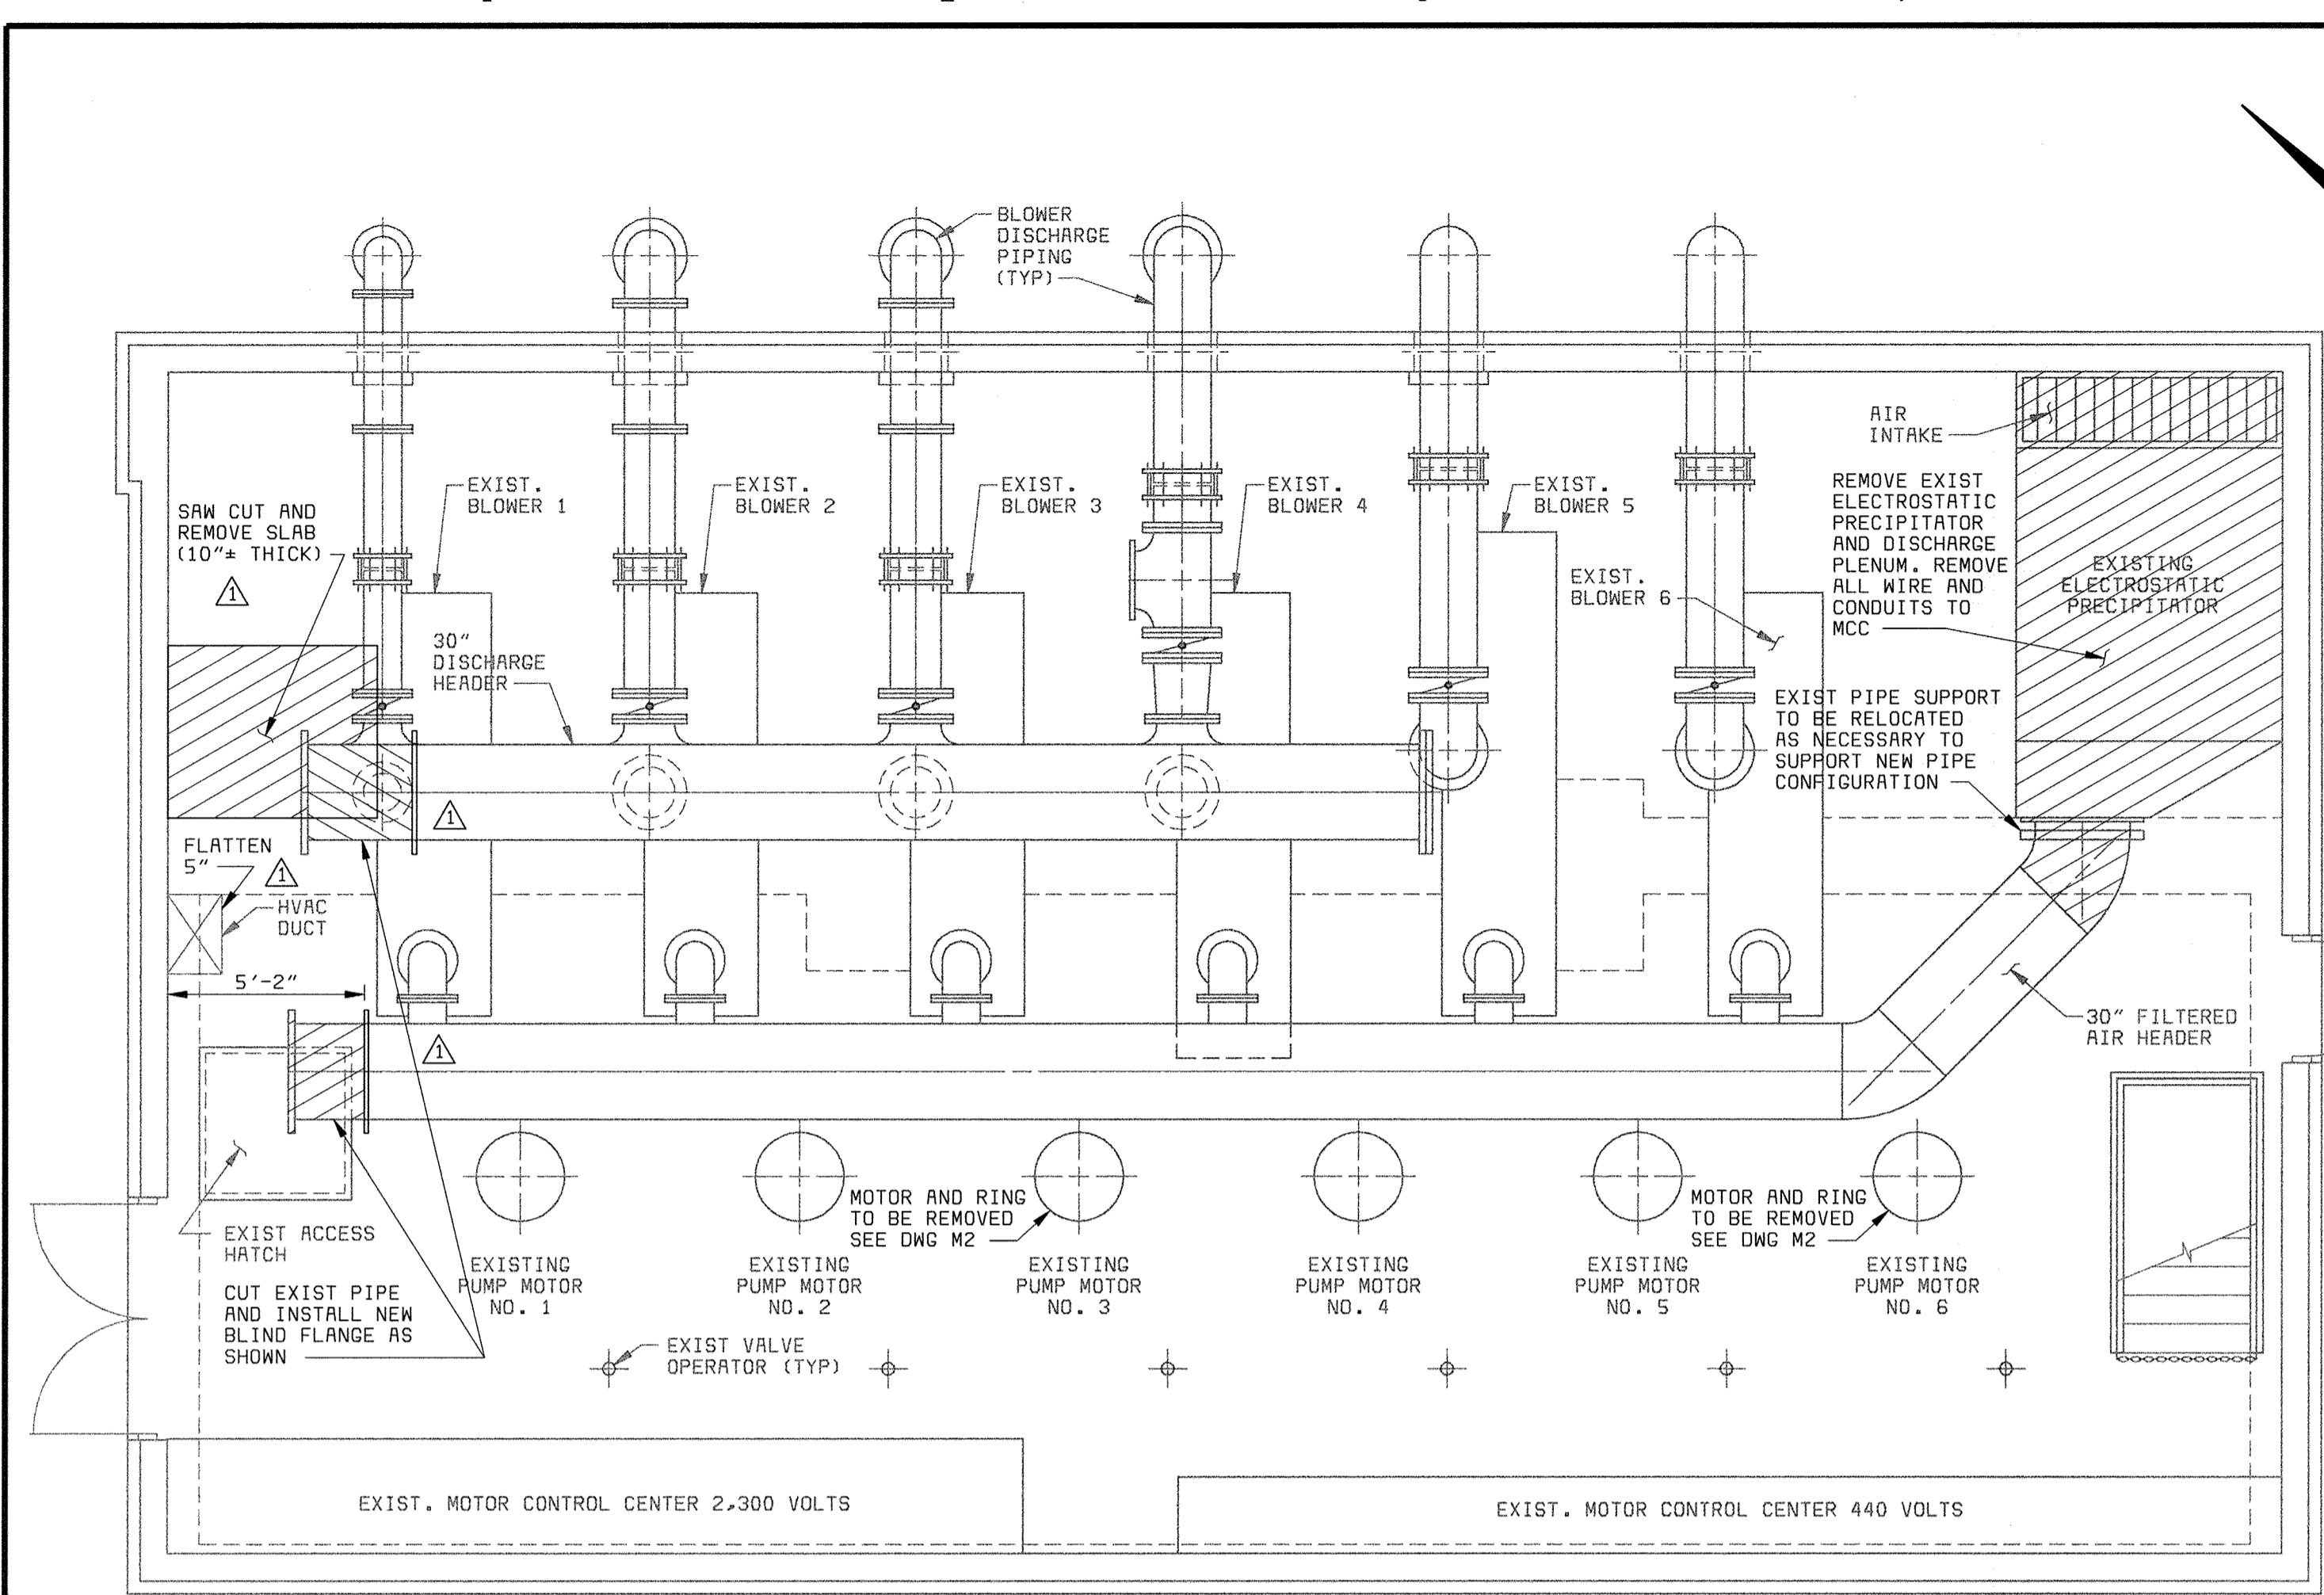 BLOWER
DISCHARGE
PIPING
(TYP)
AIR
INTAKE
REMOVE EXIST
ELECTROSTATIC
PRECIPITATOR
AND DISCHARGE
PLENUM. REMOVE
ALL WIRE AND
CONDUITS TO
MCC
EXISTING
ELECTROSTATIC
PRECIPITATOR
SAW CUT AND
REMOVE SLAB
(10"± THICK)
1
EXIST.
BLOWER 1
EXIST.
BLOWER 2
EXIST.
BLOWER 3
EXIST.
BLOWER 4
EXIST.
BLOWER 5
EXIST.
BLOWER 6
30"
DISCHARGE
HEADER
EXIST PIPE SUPPORT
TO BE RELOCATED
AS NECESSARY TO
SUPPORT NEW PIPE
CONFIGURATION
1
FLATTEN
5"
1
HVAC
DUCT
5'-2"
1
30" FILTERED
AIR HEADER
EXIST ACCESS
HATCH
CUT EXIST PIPE
AND INSTALL NEW
BLIND FLANGE AS
SHOWN
MOTOR AND RING
TO BE REMOVED
SEE DWG M2
MOTOR AND RING
TO BE REMOVED
SEE DWG M2
EXISTING
PUMP MOTOR
NO. 1
EXISTING
PUMP MOTOR
NO. 2
EXISTING
PUMP MOTOR
NO. 3
EXISTING
PUMP MOTOR
NO. 4
EXISTING
PUMP MOTOR
NO. 5
EXISTING
PUMP MOTOR
NO. 6
EXIST VALVE
OPERATOR (TYP)
EXIST. MOTOR CONTROL CENTER 2,300 VOLTS
EXIST. MOTOR CONTROL CENTER 440 VOLTS